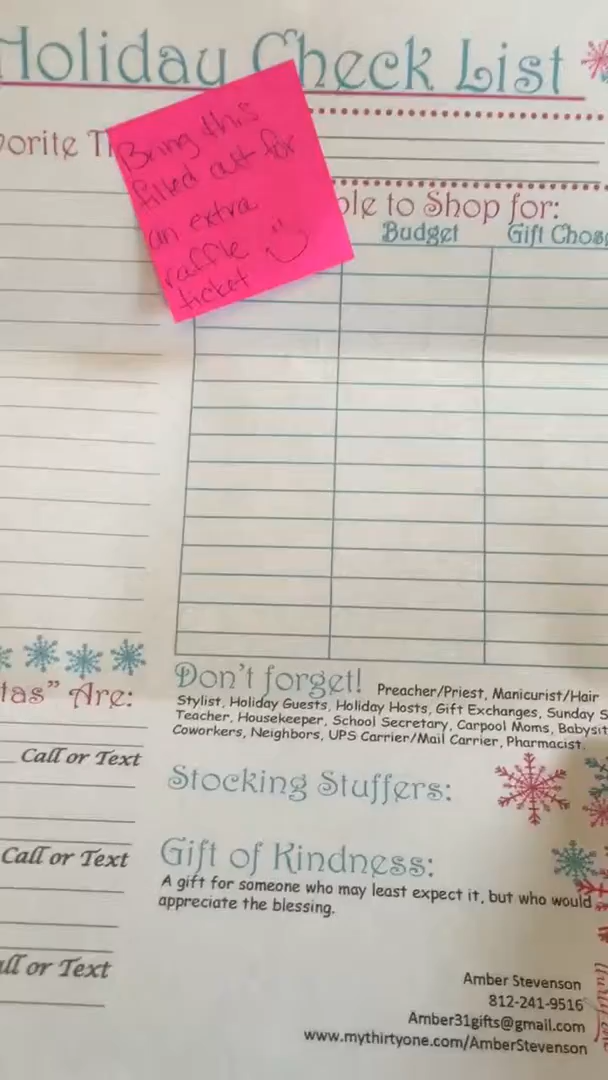 Holiday Check List
orite T
Bring this
filled out for
an extra
raffle
ticket
ple to Shop for:
Budget Gift Chose
tas" Are:
Call or Text
Call or Text
all or Text
Don't forget! Preacher/Priest, Manicurist/Hair
Stylist, Holiday Guests, Holiday Hosts, Gift Exchanges, Sunday S
Teacher, Housekeeper, School Secretary, Carpool Moms, Babysit
Coworkers, Neighbors, UPS Carrier/Mail Carrier, Pharmacist.
Stocking Stuffers:
Gift of Kindness:
A gift for someone who may least expect it, but who would
appreciate the blessing.
Amber Stevenson
812-241-9516
Amber31gifts@gmail.com
www.mythirtyone.com/AmberStevenson